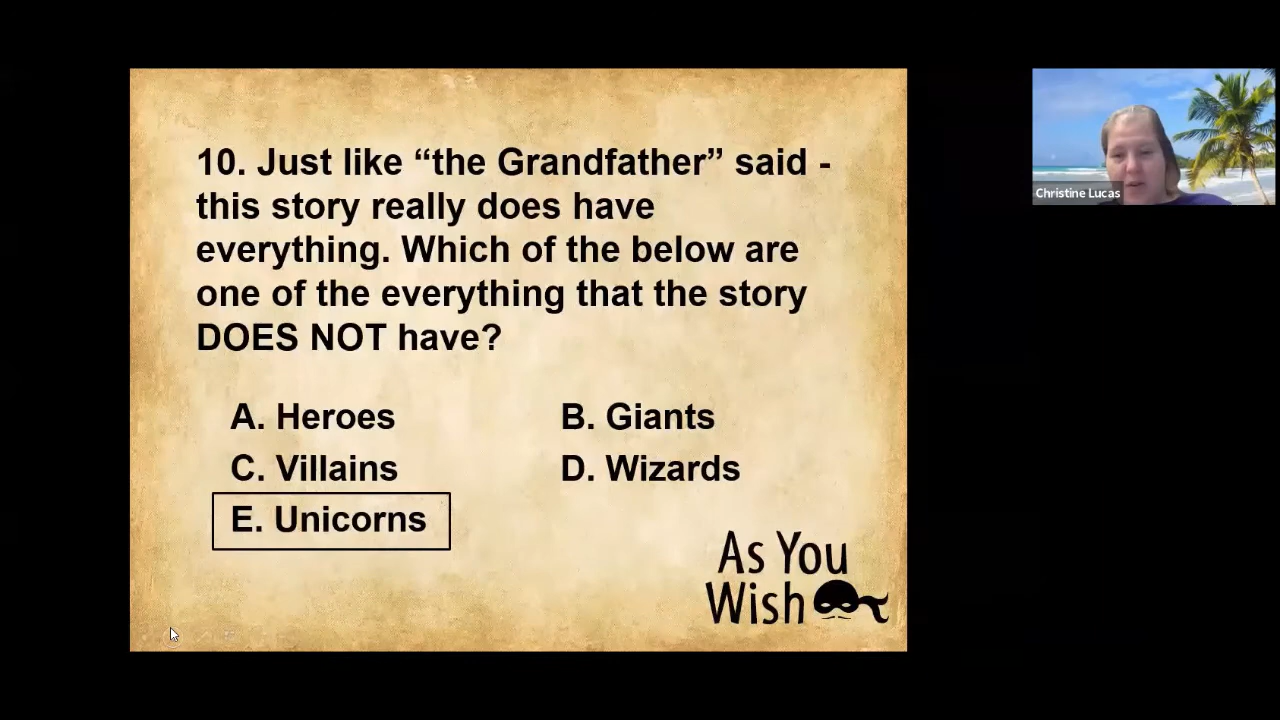 10. Just like “the Grandfather” said -
this story really does have
everything. Which of the below are
one of the everything that the story
DOES NOT have?
A. Heroes
B. Giants
C. Villains
D. Wizards
E. Unicorns
As You
Wish
Christine Lucas